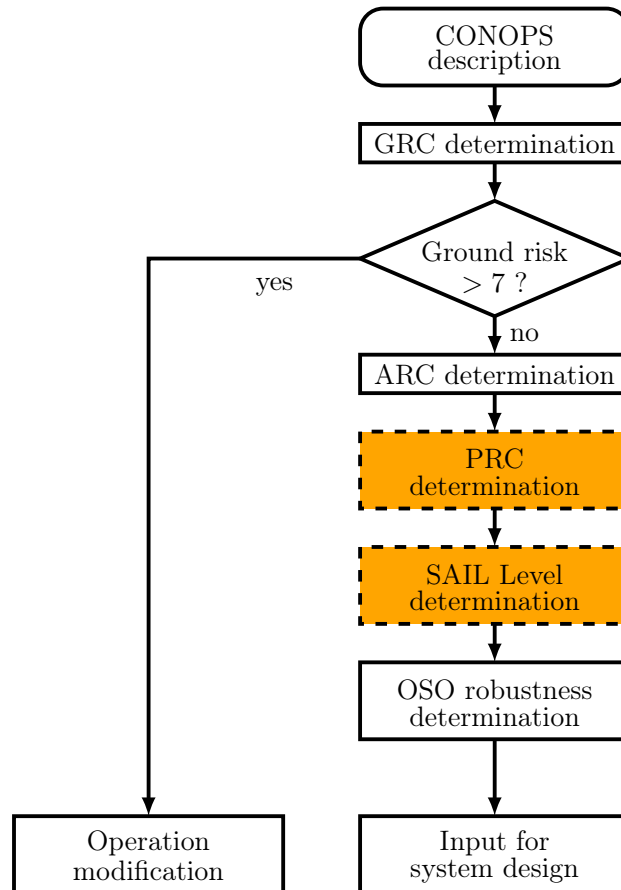 CONOPS
description
GRC determination
Ground risk
> 7 ?
yes
no
ARC determination
PRC
determination
SAIL Level
determination
OSO robustness
determination
Operation
modification
Input for
system design